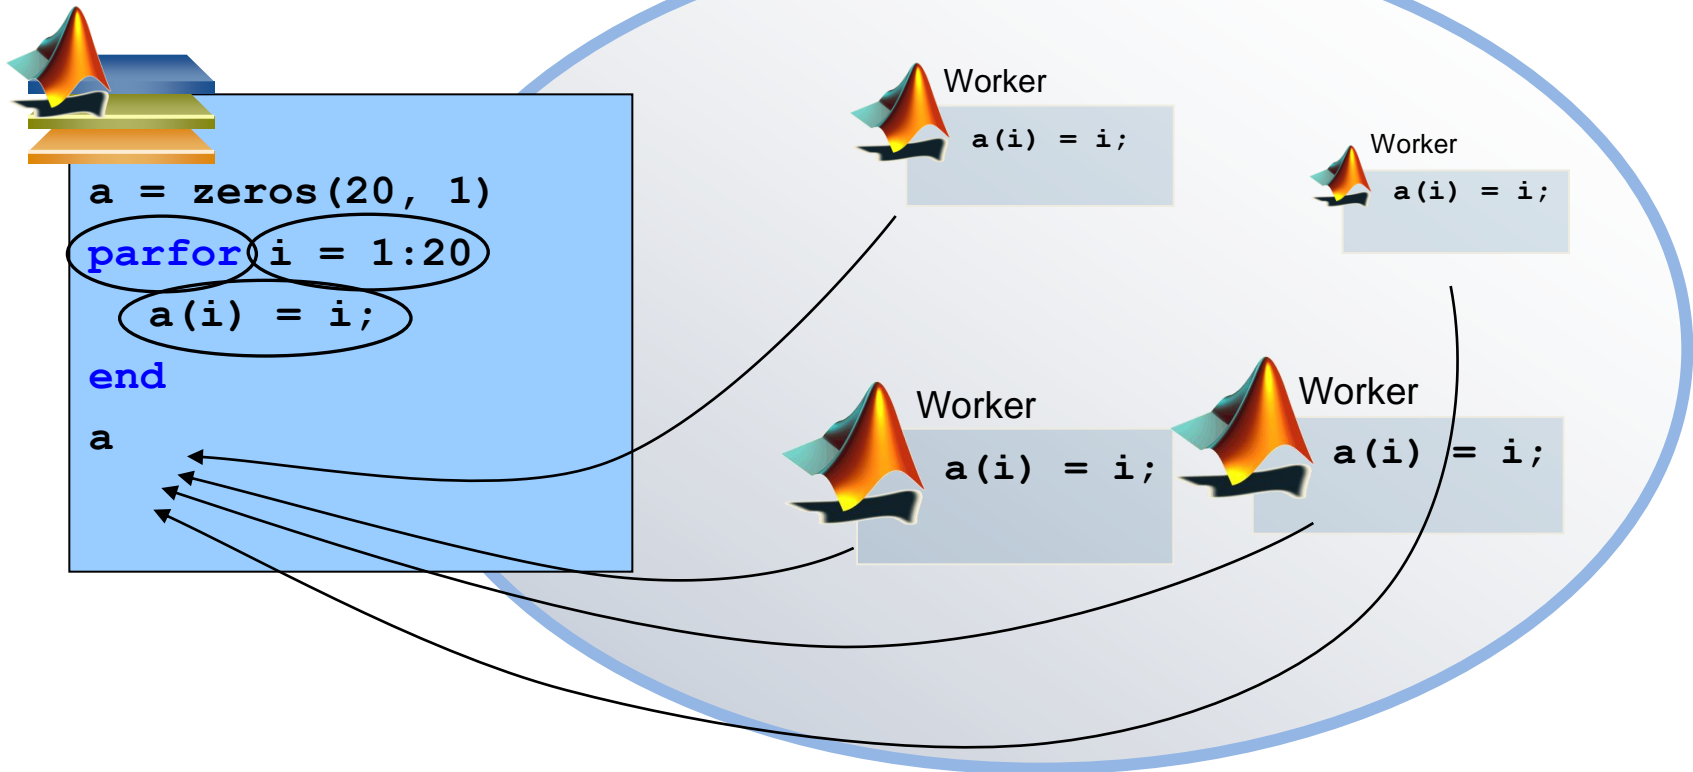 a = zeros(20, 1)
parfor i = 1:20
a(i) = i;
end
a
Worker
a(i) = i;
Worker
a(i) = i;
Worker
a(i) = i;
Worker
a(i) = i;